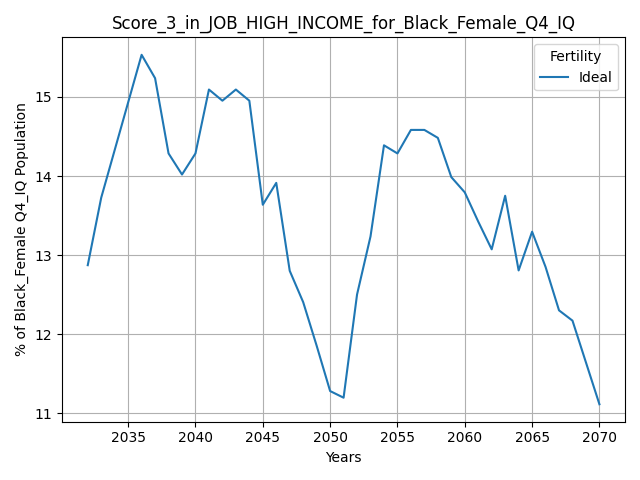 Score_3_in_JOB_HIGH_INCOME_for_Black_Female_Q4_IQ
Fertility
Ideal
% of Black_Female Q4_IQ Population
15
14
13
12
11
2035 2040 2045 2050 2055 2060 2065 2070
Years